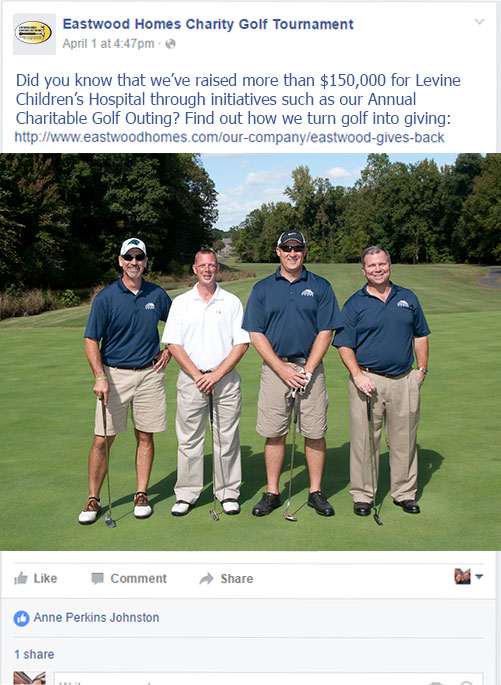 Eastwood Homes Charity Golf Tournament
April 1 at 4:47pm ·
Did you know that we've raised more than $150,000 for Levine
Children's Hospital through initiatives such as our Annual
Charitable Golf Outing? Find out how we turn golf into giving:
http://www.eastwoodhomes.com/our-company/eastwood-gives-back
Like Comment Share
Anne Perkins Johnston
1 share